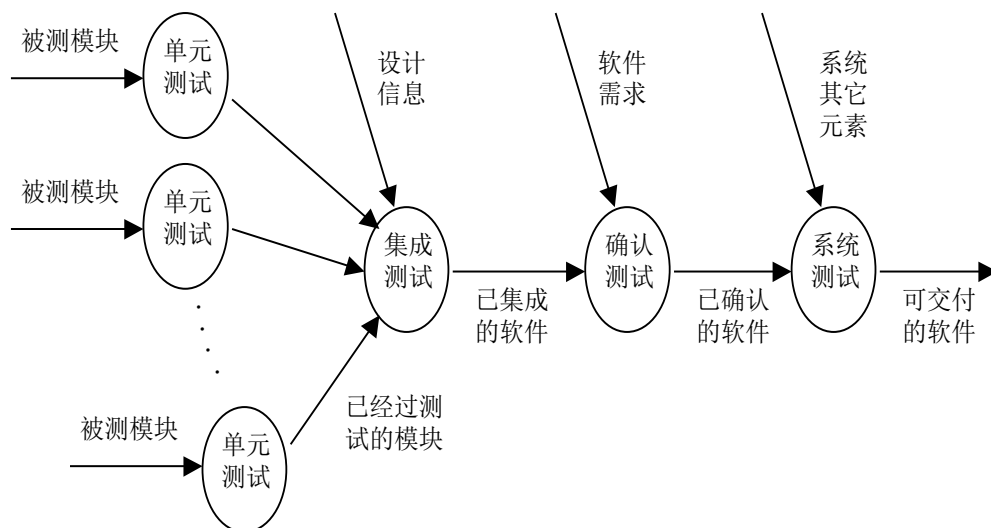 被测模块
单元
测试
设计
信息
软件
需求
系统
其它
元素
被测模块
单元
测试
集成
测试
确认
测试
系统
测试
已集成
的软件
已确认
的软件
可交付
的软件
已经过测
试的模块
被测模块
单元
测试